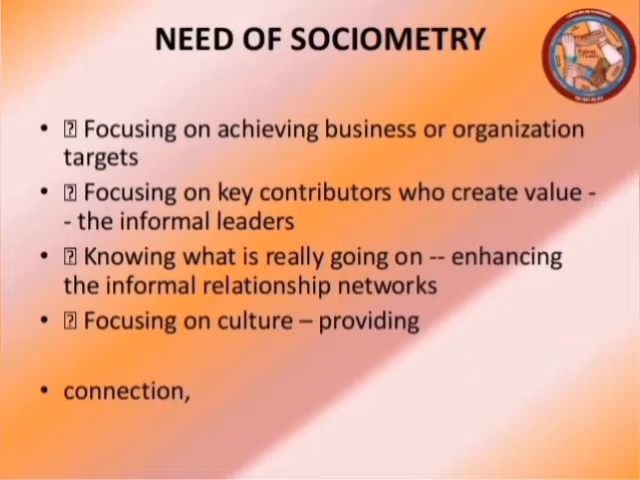 NEED OF SOCIOMETRY
• ⍰ Focusing on achieving business or organization
targets
• ⍰ Focusing on key contributors who create value -
- the informal leaders
• ⍰ Knowing what is really going on -- enhancing
the informal relationship networks
• ⍰ Focusing on culture – providing
• connection,